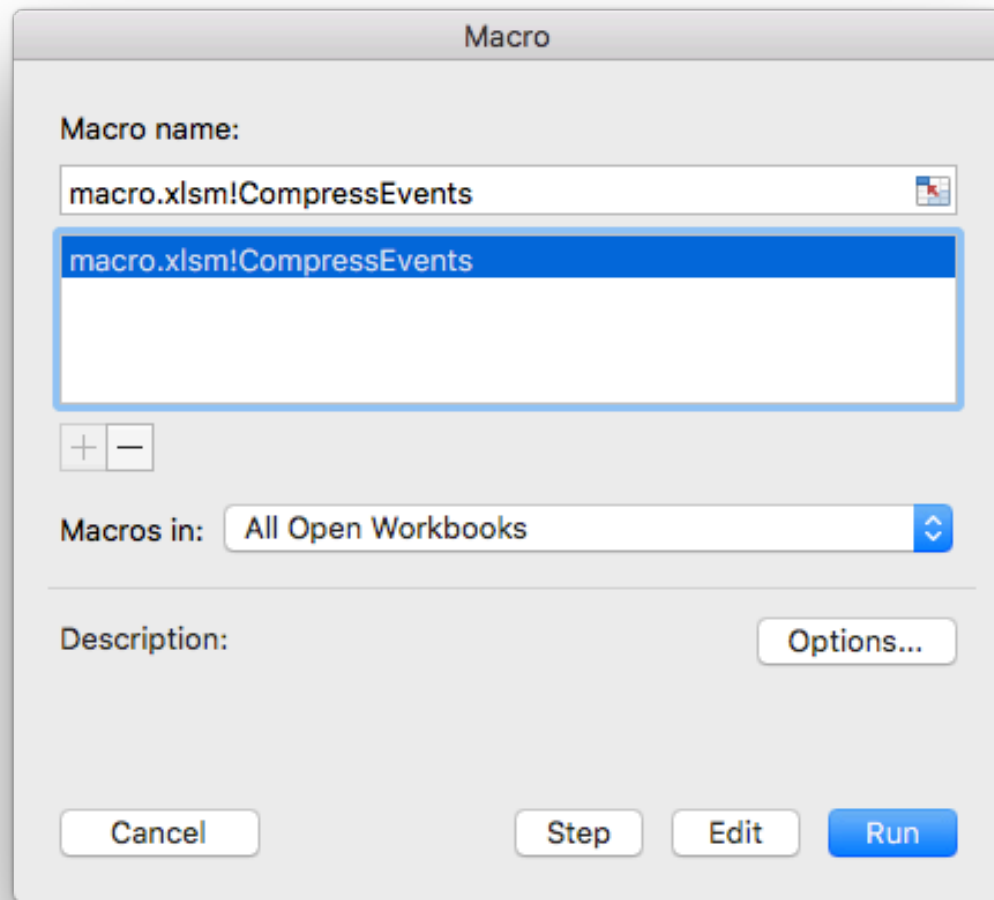 Macro
Macro name:
macro.xlsm!CompressEvents
macro.xlsm!CompressEvents
Macros in: All Open Workbooks
Description: Options...
Cancel Step Edit Run